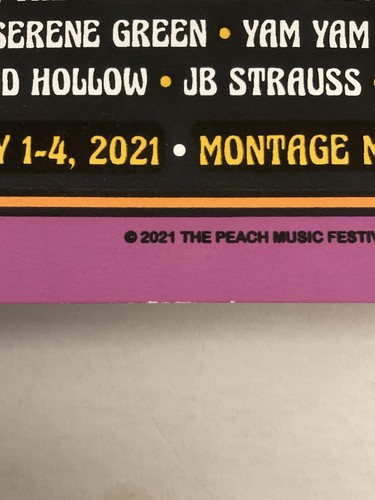 SERENE GREEN • YAM YAM
D HOLLOW • JB STRAUSS •
Y 1-4, 2021 • MONTAGE M
© 2021 THE PEACH MUSIC FESTIV